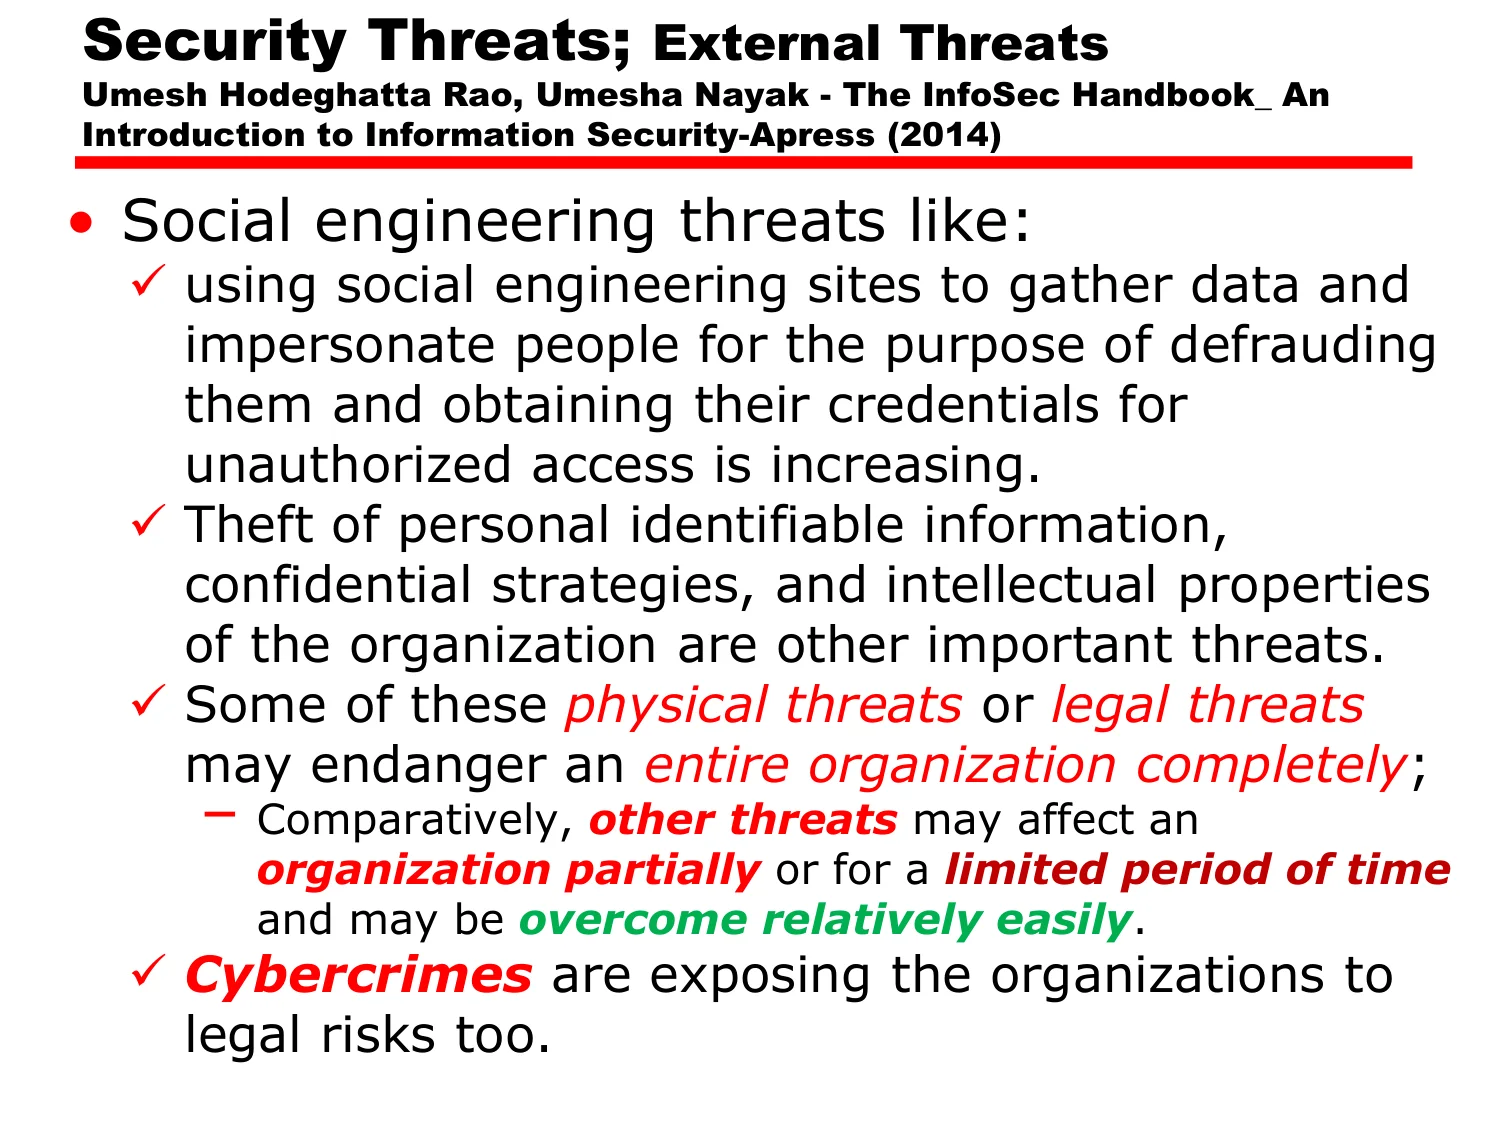 Security Threats; External Threats
Umesh Hodeghatta Rao, Umesha Nayak - The InfoSec Handbook_ An
Introduction to Information Security-Apress (2014)
• Social engineering threats like:
✓ using social engineering sites to gather data and
impersonate people for the purpose of defrauding
them and obtaining their credentials for
unauthorized access is increasing.
✓ Theft of personal identifiable information,
confidential strategies, and intellectual properties
of the organization are other important threats.
✓ Some of these physical threats or legal threats
may endanger an entire organization completely;
– Comparatively, other threats may affect an
organization partially or for a limited period of time
and may be overcome relatively easily.
✓ Cybercrimes are exposing the organizations to
legal risks too.